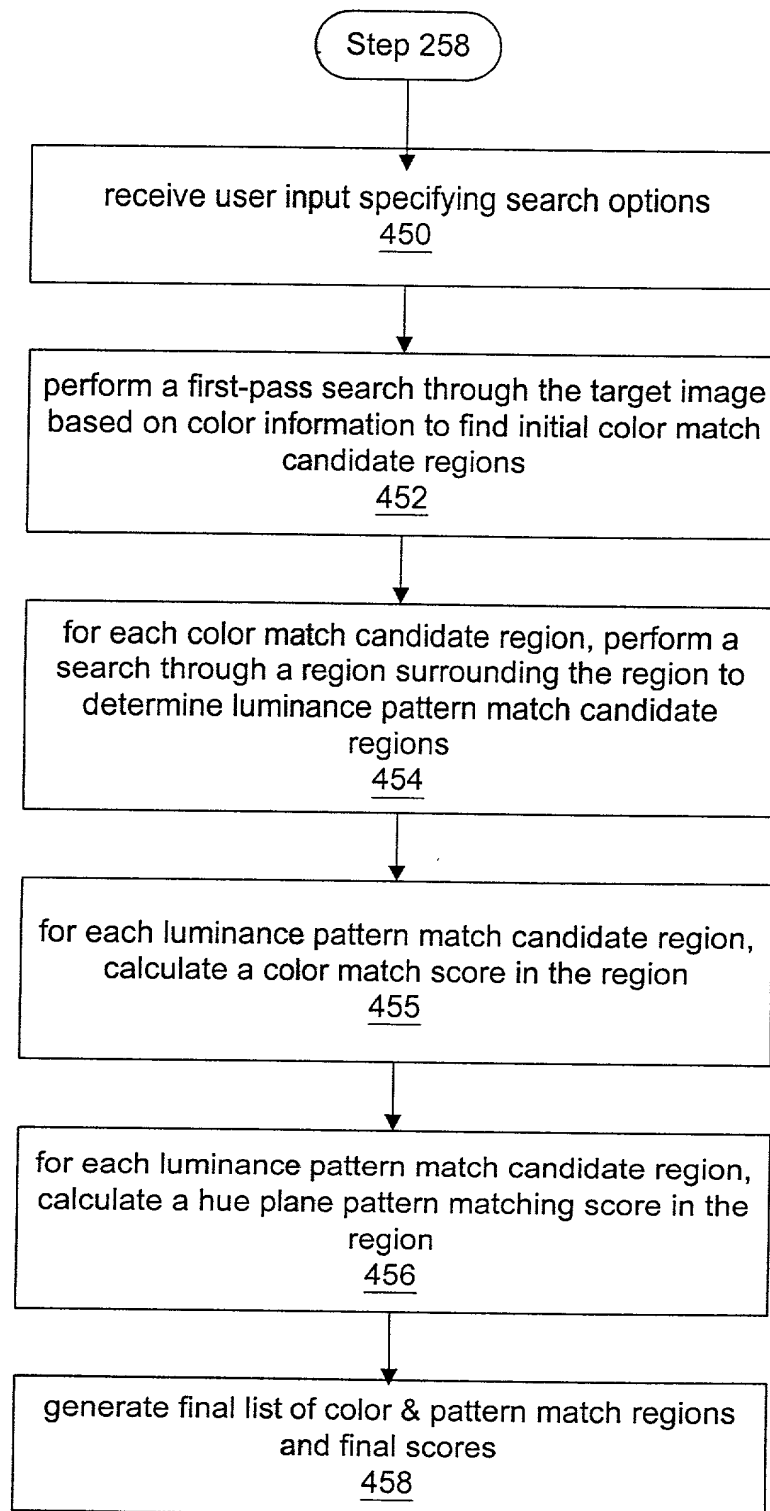 Step 258
receive user input specifying search options
450
perform a first-pass search through the target image
based on color information to find initial color match
candidate regions
452
for each color match candidate region, perform a
search through a region surrounding the region to
determine luminance pattern match candidate
regions
454
for each luminance pattern match candidate region,
calculate a color match score in the region
455
for each luminance pattern match candidate region,
calculate a hue plane pattern matching score in the
region
456
generate final list of color & pattern match regions
and final scores
458